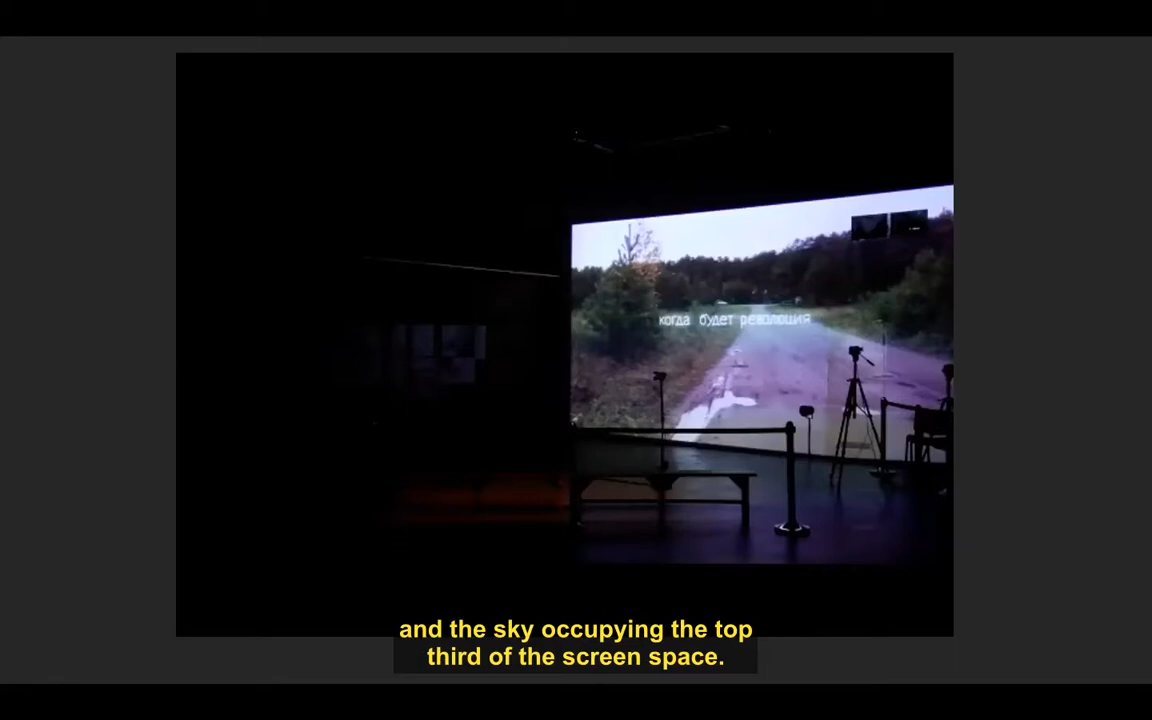 когда будет революция
and the sky occupying the top
third of the screen space.